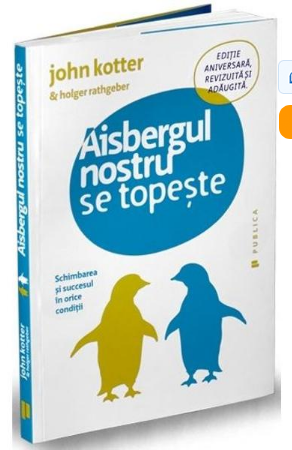 john kotter
& holger rathgeber
EDIȚIE
ANIVERSARĂ,
REVIZUITĂ ȘI
ADĂUGITĂ.
Aisbergul
nostru
se topește
Schimbarea
și succesul
în orice
condiții
PUBLICA
Aisbergul nostru se topește
john kotter
& holger rathgeber